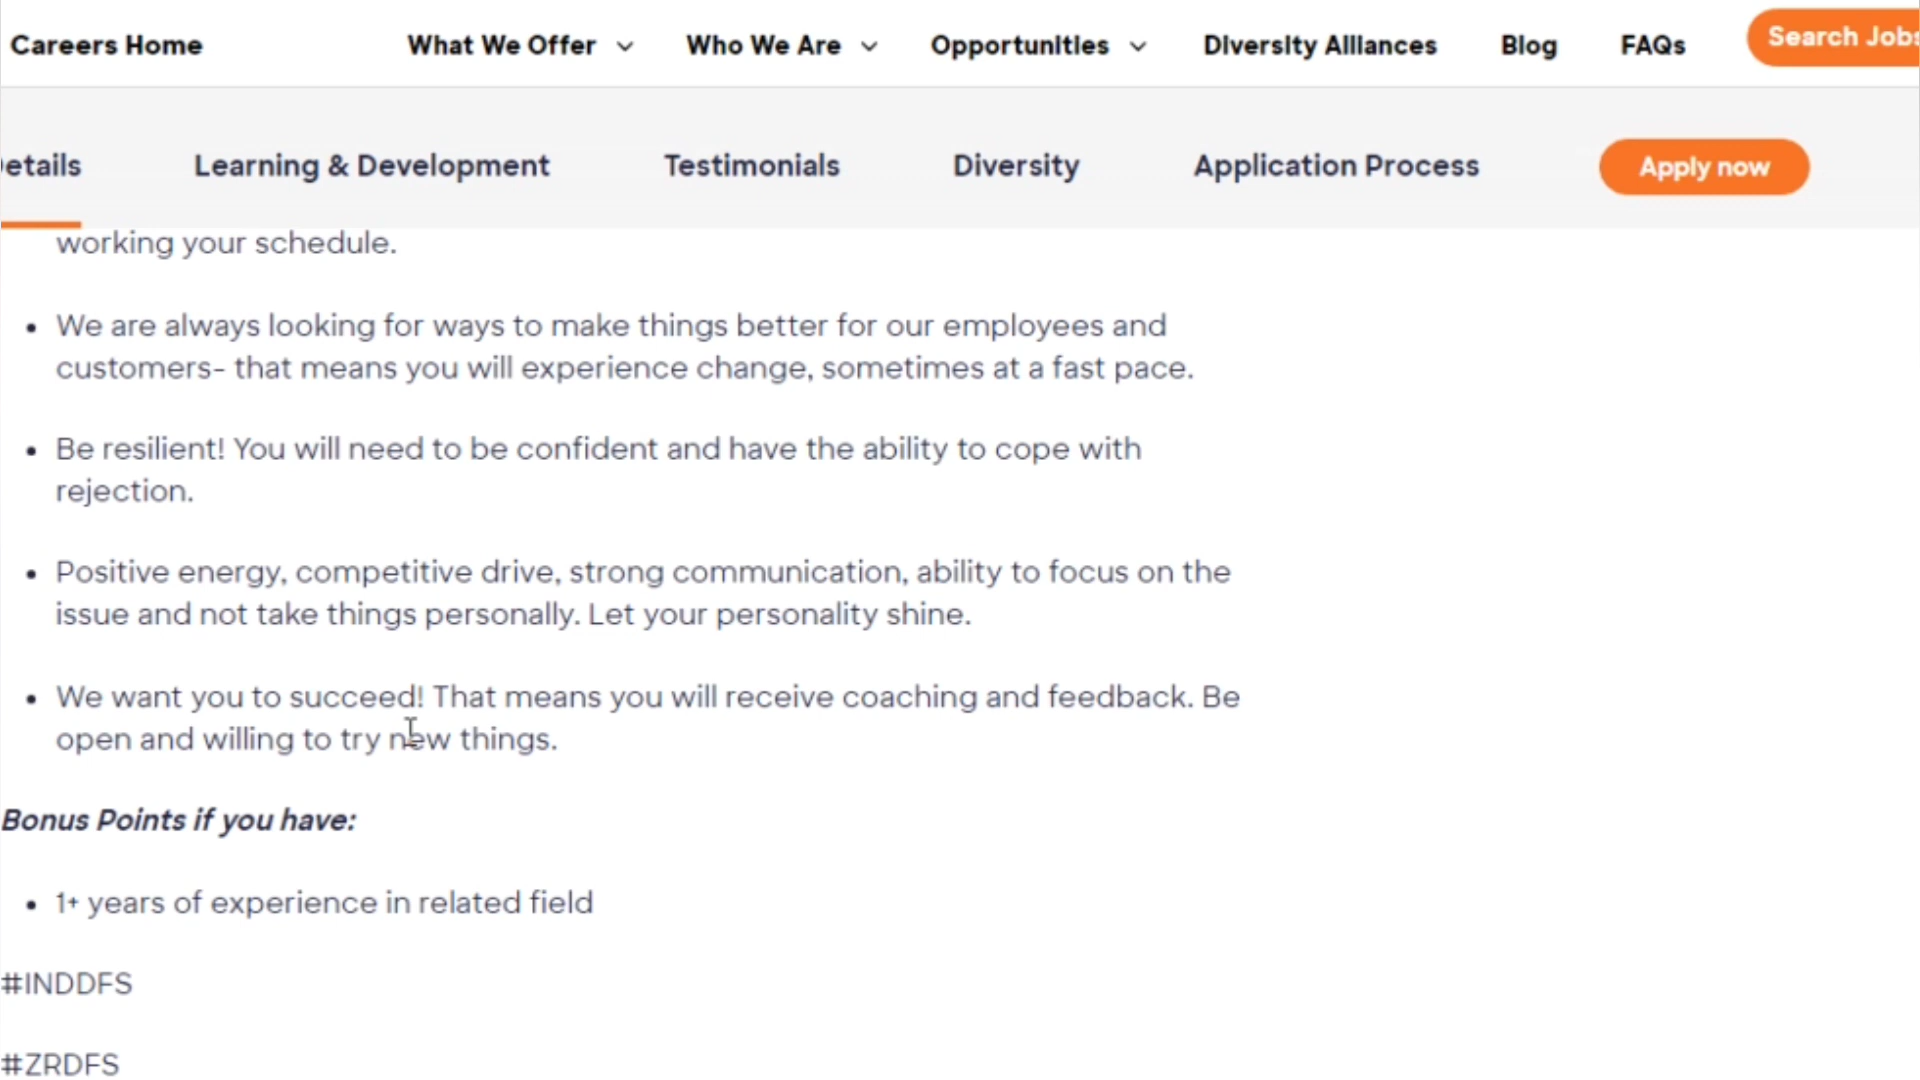 Careers Home What We Offer Who We Are Opportunities Diversity Alliances Blog FAQs Search Jobs
etails Learning & Development Testimonials Diversity Application Process Apply now
working your schedule.
• We are always looking for ways to make things better for our employees and
customers- that means you will experience change, sometimes at a fast pace.
• Be resilient! You will need to be confident and have the ability to cope with
rejection.
• Positive energy, competitive drive, strong communication, ability to focus on the
issue and not take things personally. Let your personality shine.
• We want you to succeed! That means you will receive coaching and feedback. Be
open and willing to try new things.
Bonus Points if you have:
• 1+ years of experience in related field
#INDDFS
#ZRDFS